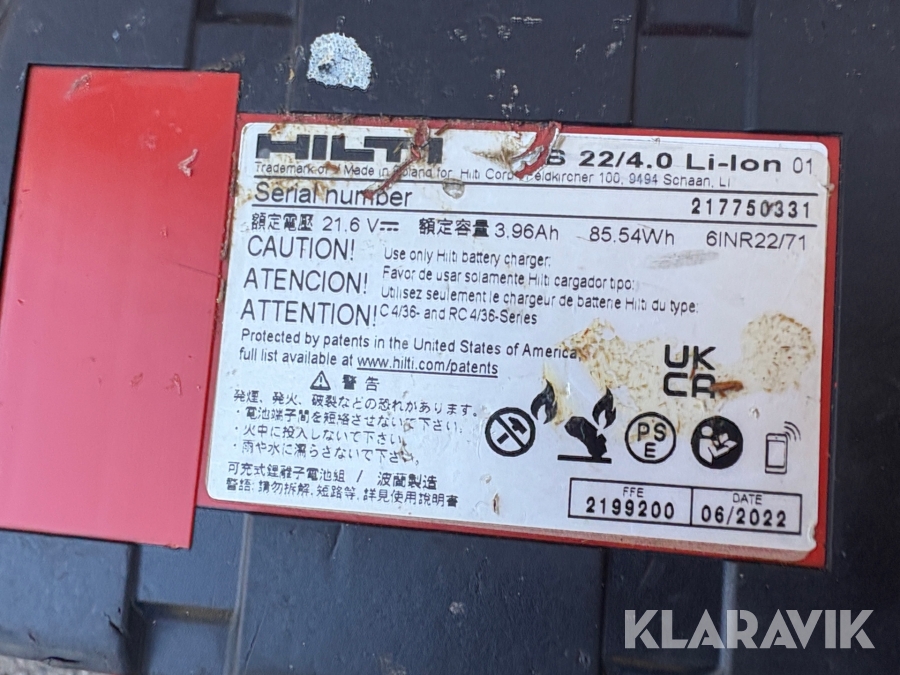 HILTI 22/4.0 Li-Ion 01
Trademark of Made in Poland for Hilti Corp. Feldkircher 100, 9494 Schaan, LI
Serial number 217750331
額定電壓 21.6 V 額定容量 3.96Ah 85.54Wh 6INR22/71
CAUTION! Use only Hilti battery charger:
ATENCION! Favor de usar solamente Hilti cargador tipo:
ATTENTION! Utilisez seulement le chargeur de batterie Hilti du type:
C 4/36- and RC 4/36-Series
Protected by patents in the United States of America,
full list available at www.hilti.com/patents
警告
発煙、発火、破裂などの恐れがあります。
・電池端子間を短絡させないで下さい。
・火中に投入しないで下さい。
・雨や水に濡らさないで下さい。
可充式鋰離子電池組 / 波蘭製造
警語:請勿拆解, 短路等, 詳見使用說明書
UK
CA
PS
E
FFE DATE
2199200 06/2022
KLARAVIK